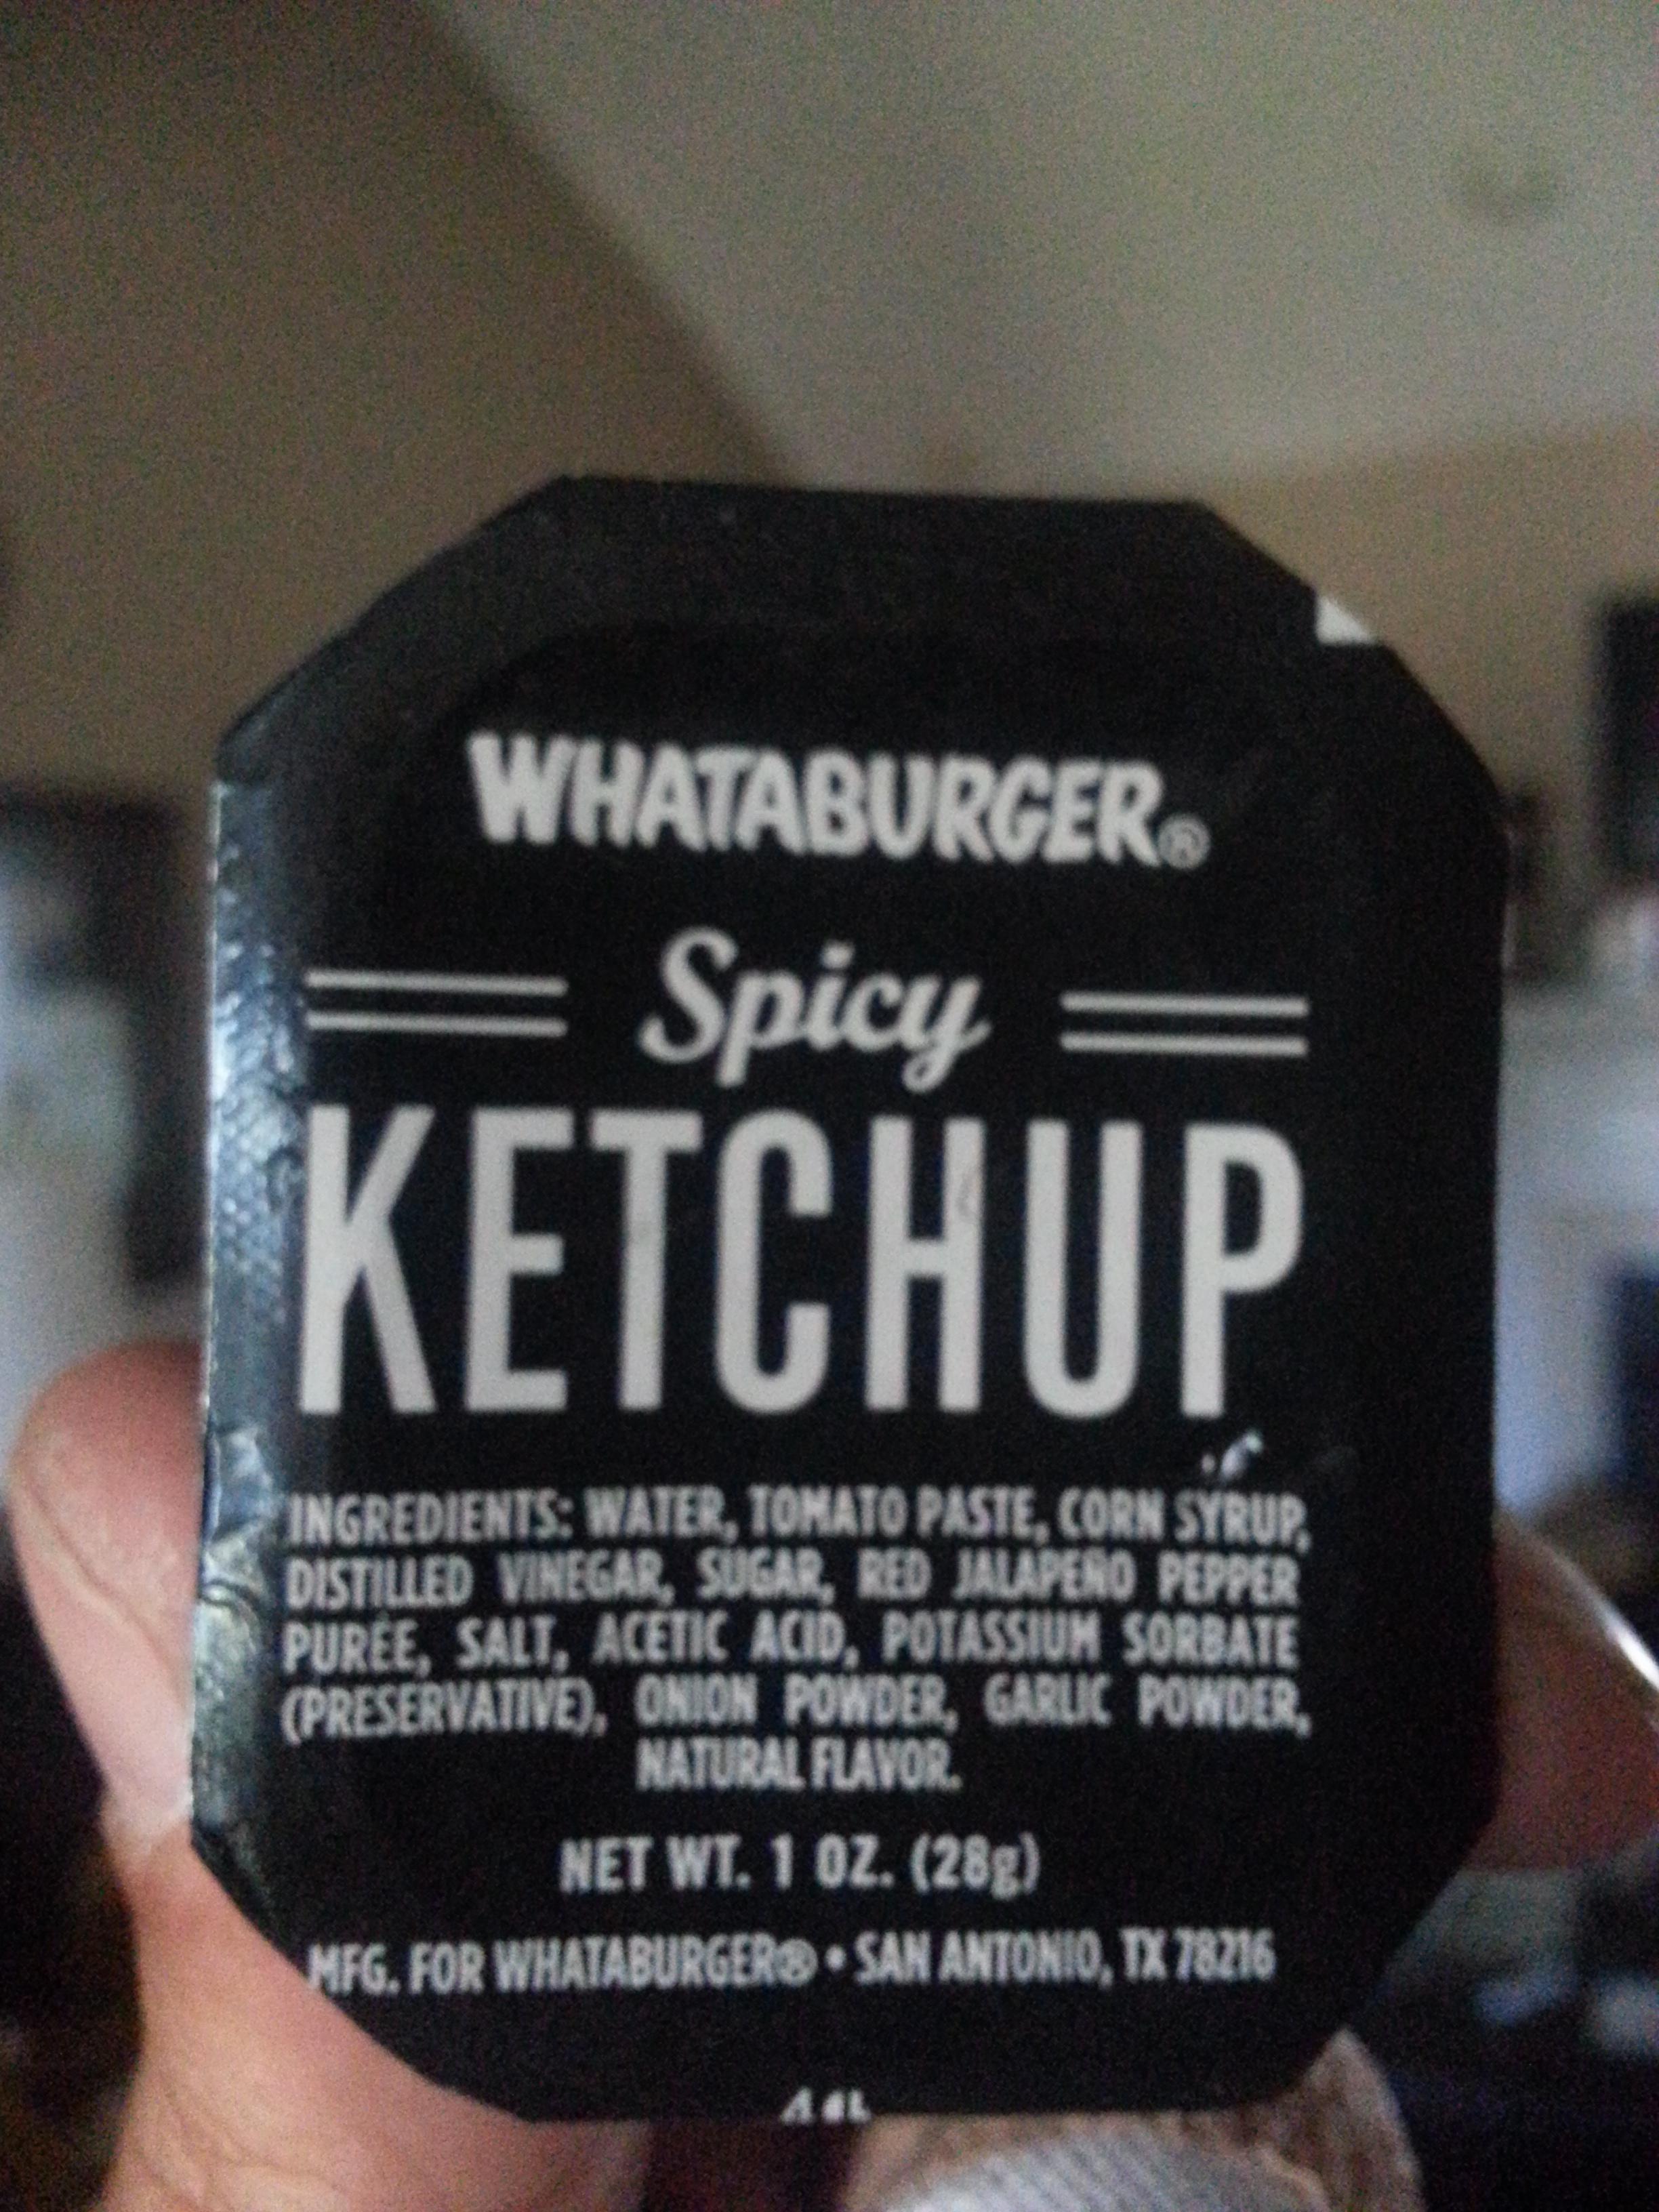 WHATABURGER®
Spicy
KETCHUP
INGREDIENTS: WATER, TOMATO PASTE, CORN SYRUP,
DISTILLED VINEGAR, SUGAR, RED JALAPEÑO PEPPER
PURÉE, SALT, ACETIC ACID, POTASSIUM SORBATE
(PRESERVATIVE), ONION POWDER, GARLIC POWDER,
NATURAL FLAVOR.
NET WT. 1 OZ. (28g)
MFG. FOR WHATABURGER® • SAN ANTONIO, TX 78216